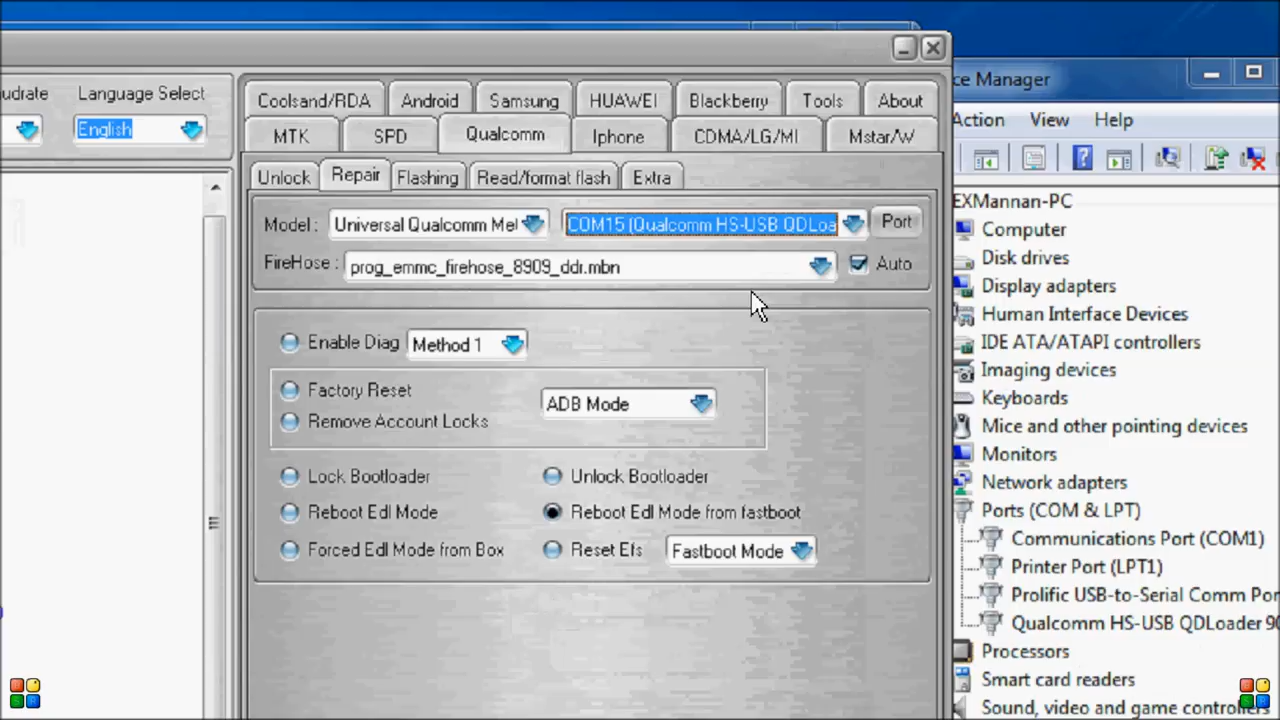 udrate Language Select
English
Coolsand/RDA Android Samsung HUAWEI Blackberry Tools About
MTK SPD Qualcomm Iphone CDMA/LG/MI Mstar/W
Unlock Repair Flashing Read/format flash Extra
Model : Universal Qualcomm Met COM15 (Qualcomm HS-USB QDLoa Port
FireHose : prog_emmc_firehose_8909_ddr.mbn Auto
Enable Diag Method 1
Factory Reset
ADB Mode
Remove Account Locks
Lock Bootloader Unlock Bootloader
Reboot Edl Mode Reboot Edl Mode from fastboot
Forced Edl Mode from Box Reset Efs Fastboot Mode
ce Manager
Action View Help
EXMannan-PC
Computer
Disk drives
Display adapters
Human Interface Devices
IDE ATA/ATAPI controllers
Imaging devices
Keyboards
Mice and other pointing devices
Monitors
Network adapters
Ports (COM & LPT)
Communications Port (COM1)
Printer Port (LPT1)
Prolific USB-to-Serial Comm Por
Qualcomm HS-USB QDLoader 90
Processors
Smart card readers
Sound, video and game controllers